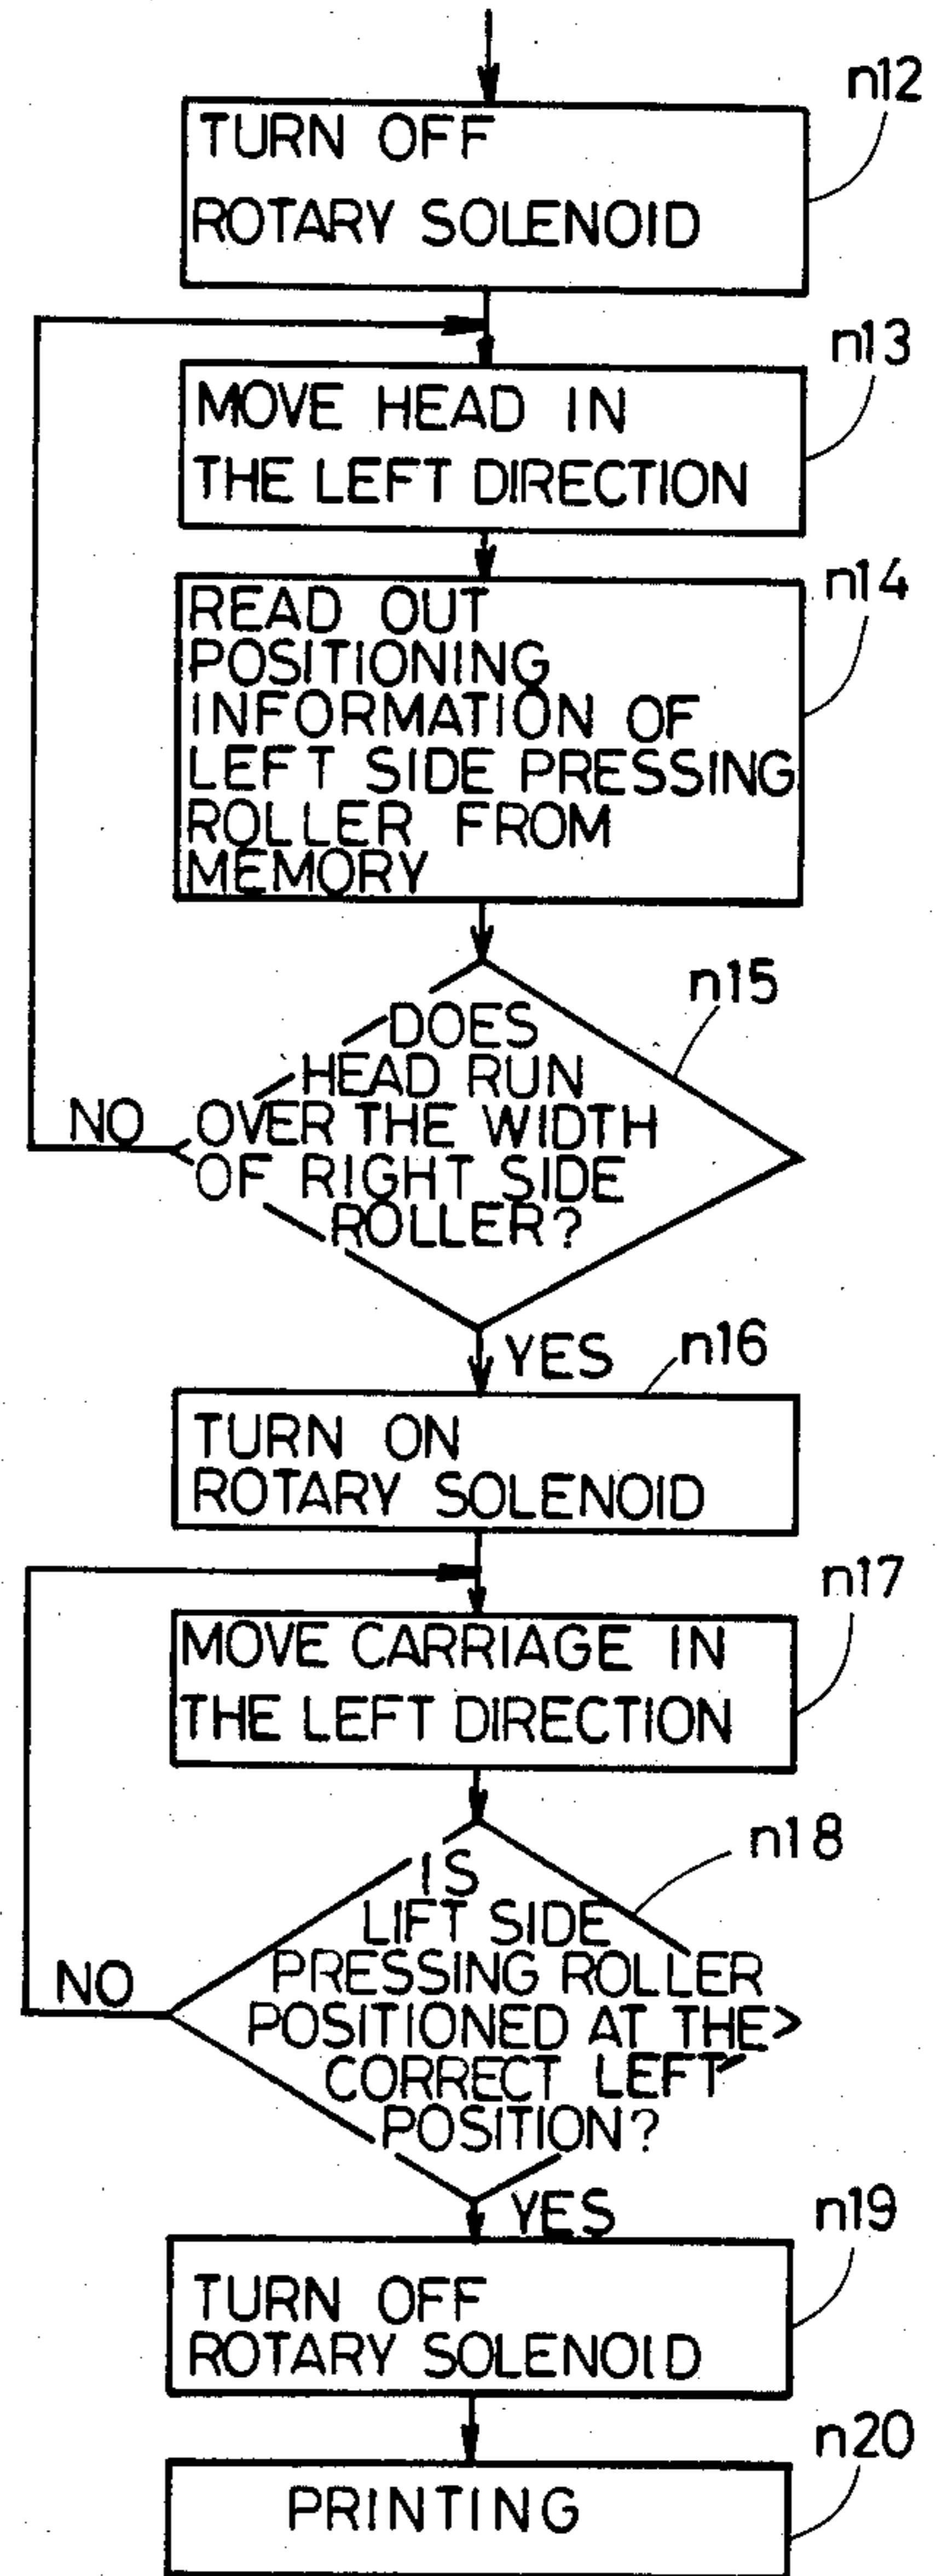 n12
TURN OFF
ROTARY SOLENOID
n13
MOVE HEAD IN
THE LEFT DIRECTION
n14
READ OUT
POSITIONING
INFORMATION OF
LEFT SIDE PRESSING
ROLLER FROM
MEMORY
n15
DOES
HEAD RUN
NO OVER THE WIDTH
OF RIGHT SIDE
ROLLER?
YES n16
TURN ON
ROTARY SOLENOID
n17
MOVE CARRIAGE IN
THE LEFT DIRECTION
n18
IS
LIFT SIDE
NO PRESSING ROLLER
POSITIONED AT THE
CORRECT LEFT
POSITION?
YES n19
TURN OFF
ROTARY SOLENOID
n20
PRINTING